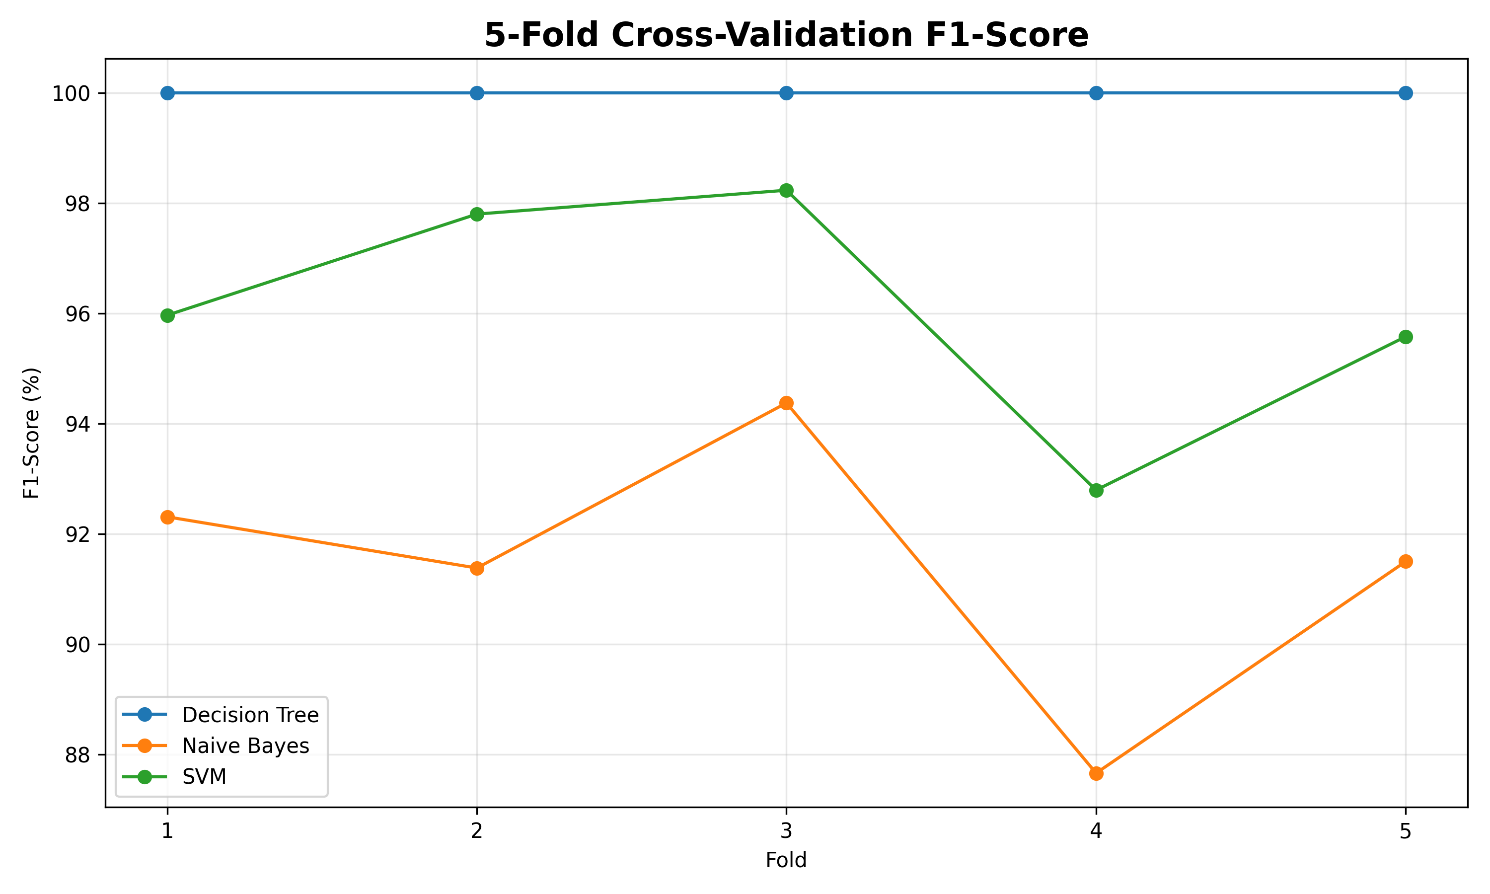 5-Fold Cross-Validation F1-Score
100
98
96
94
92
90
88
F1-Score (%)
Decision Tree
Naive Bayes
SVM
1 2 3 4 5
Fold